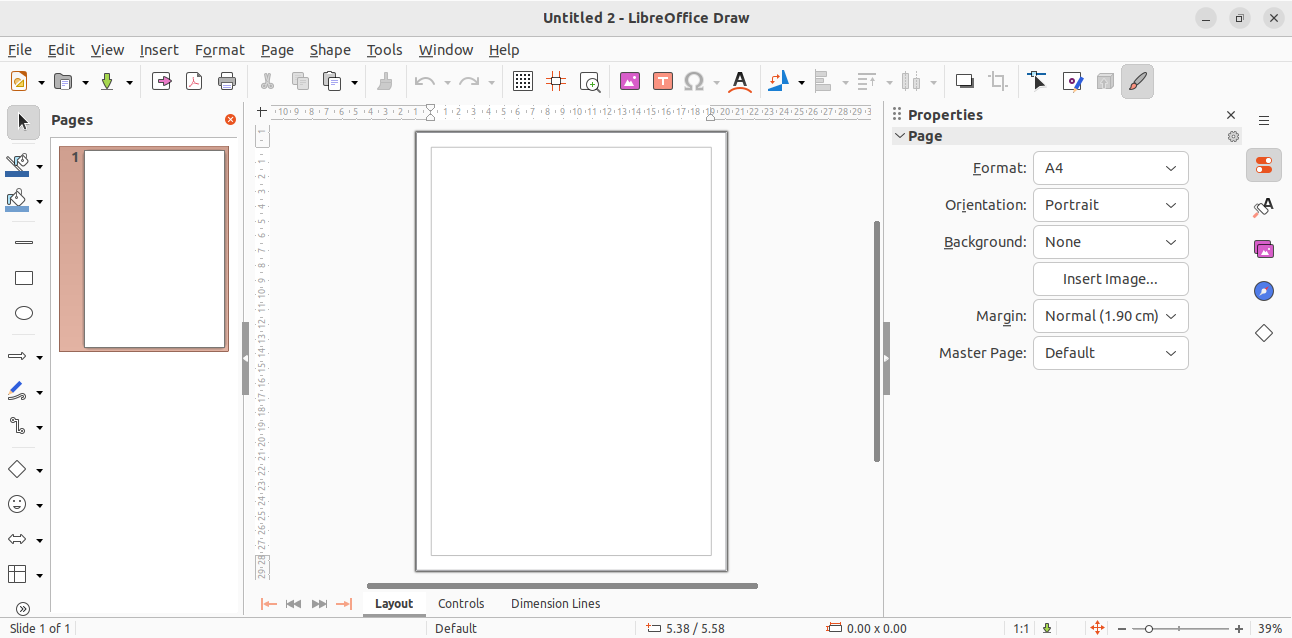 Untitled 2 - LibreOffice Draw
File Edit View Insert Format Page Shape Tools Window Help
Pages
1
Properties
Page
Format: A4
Orientation: Portrait
Background: None
Insert Image...
Margin: Normal (1.90 cm)
Master Page: Default
Layout Controls Dimension Lines
Slide 1 of 1 Default 5.38 / 5.58 0.00 x 0.00 1:1 39%